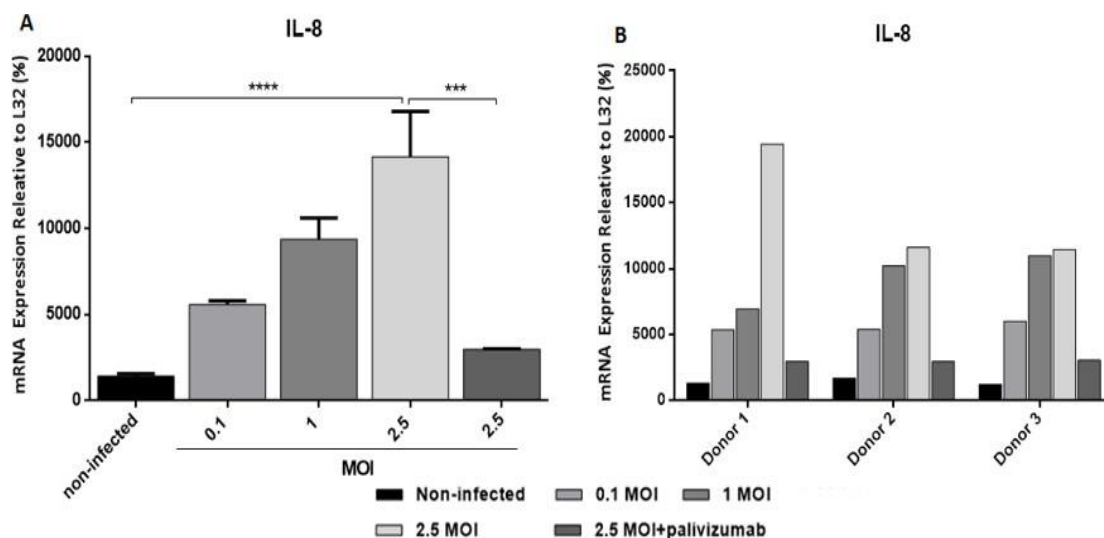 A
IL-8
mRNA Expression Releative to L32 (%)
20000
15000
10000
5000
0
****
***
non-infected
0.1
1
2.5
2.5
MOI
B
IL-8
mRNA Expression Releative to L32 (%)
25000
20000
15000
10000
5000
0
Donor 1
Donor 2
Donor 3
Non-infected
0.1 MOI
1 MOI
2.5 MOI
2.5 MOI+palivizumab